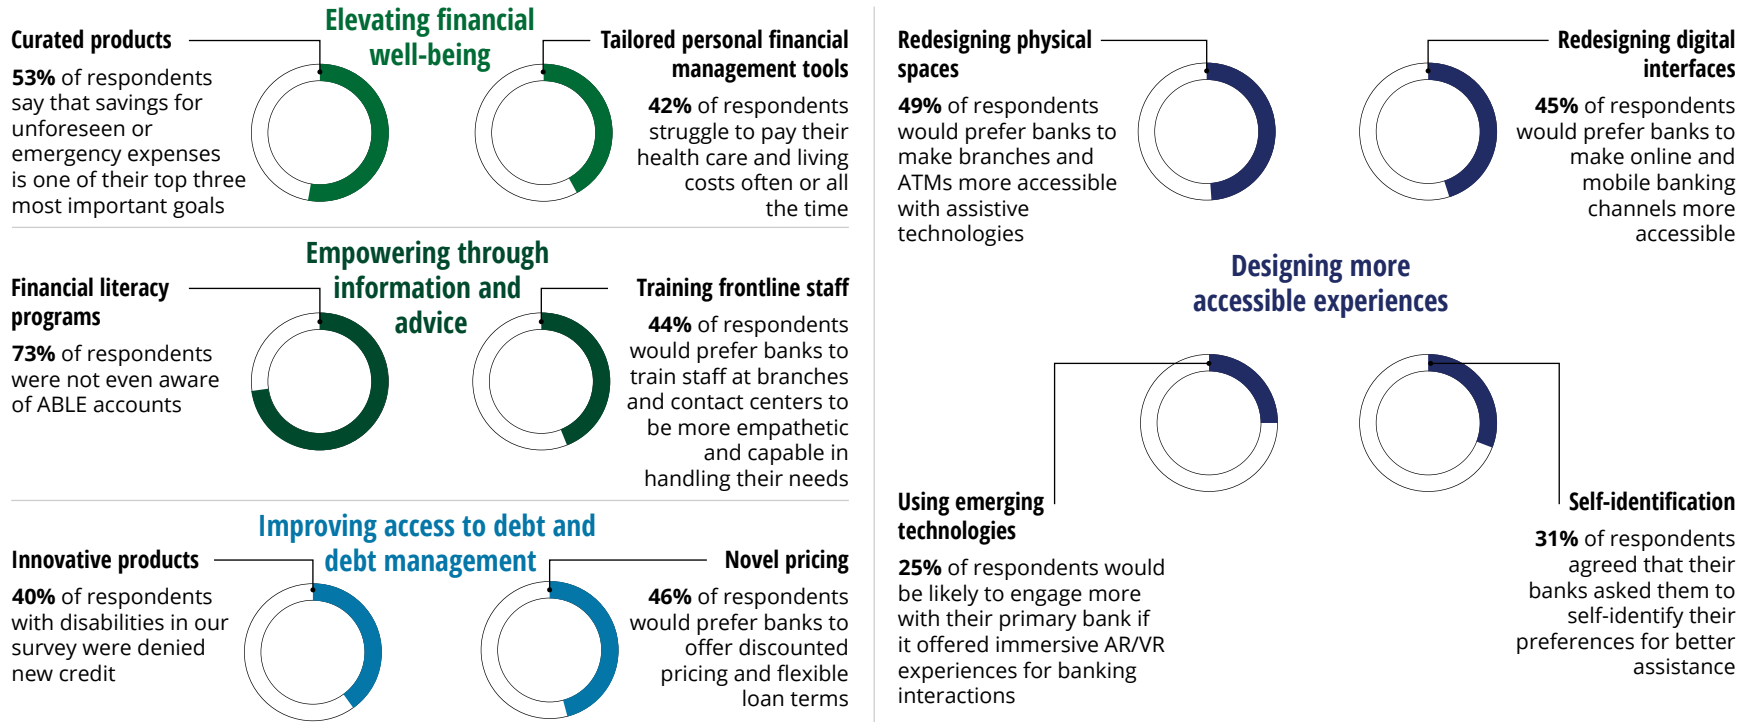 Elevating financial
well-being
Curated products
53% of respondents
say that savings for
unforeseen or
emergency expenses
is one of their top three
most important goals
Tailored personal financial
management tools
42% of respondents
struggle to pay their
health care and living
costs often or all
the time
Empowering through
information and
advice
Financial literacy
programs
73% of respondents
were not even aware
of ABLE accounts
Training frontline staff
44% of respondents
would prefer banks to
train staff at branches
and contact centers to
be more empathetic
and capable in
handling their needs
Improving access to debt and
debt management
Innovative products
40% of respondents
with disabilities in our
survey were denied
new credit
Novel pricing
46% of respondents
would prefer banks to
offer discounted
pricing and flexible
loan terms
Redesigning physical
spaces
49% of respondents
would prefer banks to
make branches and
ATMs more accessible
with assistive
technologies
Redesigning digital
interfaces
45% of respondents
would prefer banks to
make online and
mobile banking
channels more
accessible
Designing more
accessible experiences
Using emerging
technologies
25% of respondents would
be likely to engage more
with their primary bank if
it offered immersive AR/VR
experiences for banking
interactions
Self-identification
31% of respondents
agreed that their
banks asked them to
self-identify their
preferences for better
assistance